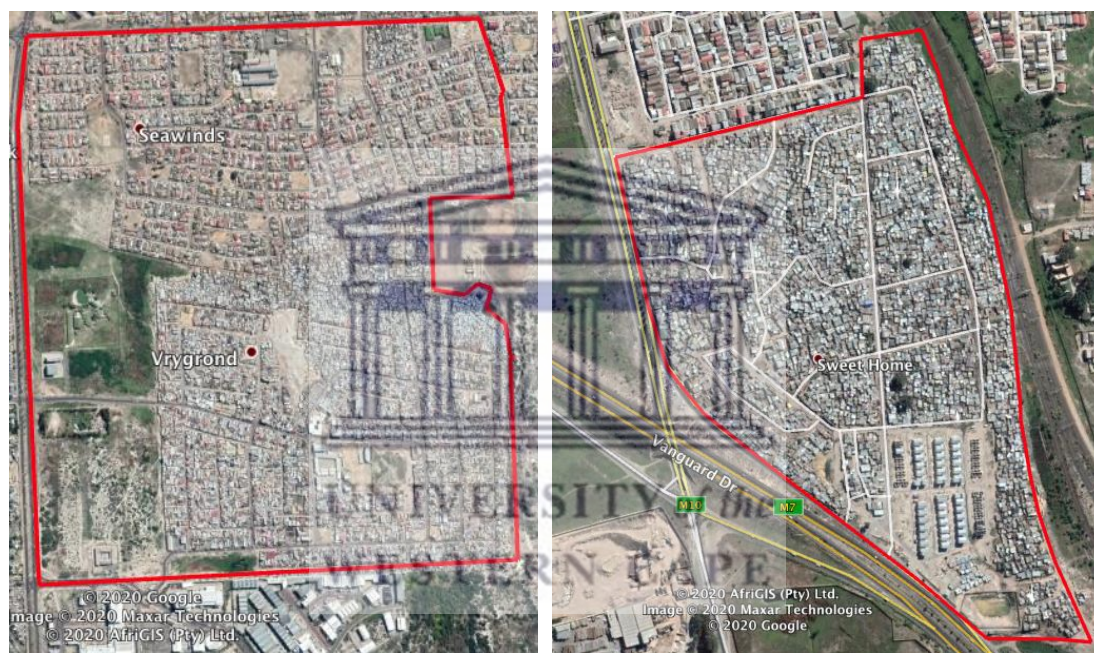 Seawinds
Vrygrond
© 2020 Google
mage © 2020 Maxar Technologies
© 2020 AfriGIS (Pty) Ltd.
Sweet Home
Vanguard Dr
M10
M7
© 2020 AfriGIS (Pty) Ltd.
Image © 2020 Maxar Technologies
© 2020 Google
UNIVERSITY of the
WESTERN CAPE